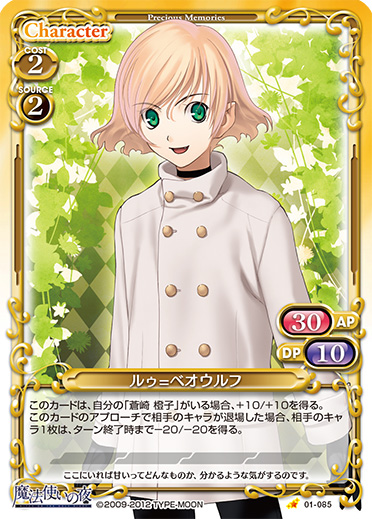 Precious Memories
Character
COST
2
SOURCE
2
30 AP
DP 10
ルゥ=ベオウルフ
このカードは、自分の「蒼崎 橙子」がいる場合、+10/+10を得る。
このカードのアプローチで相手のキャラが退場した場合、相手のキャ
ラ1枚は、ターン終了時まで−20/−20を得る。
ここにいれば甘いってどんなものか、分かるような気がするのです。
魔法使いの夜
©2009-2012 TYPE-MOON
01-085